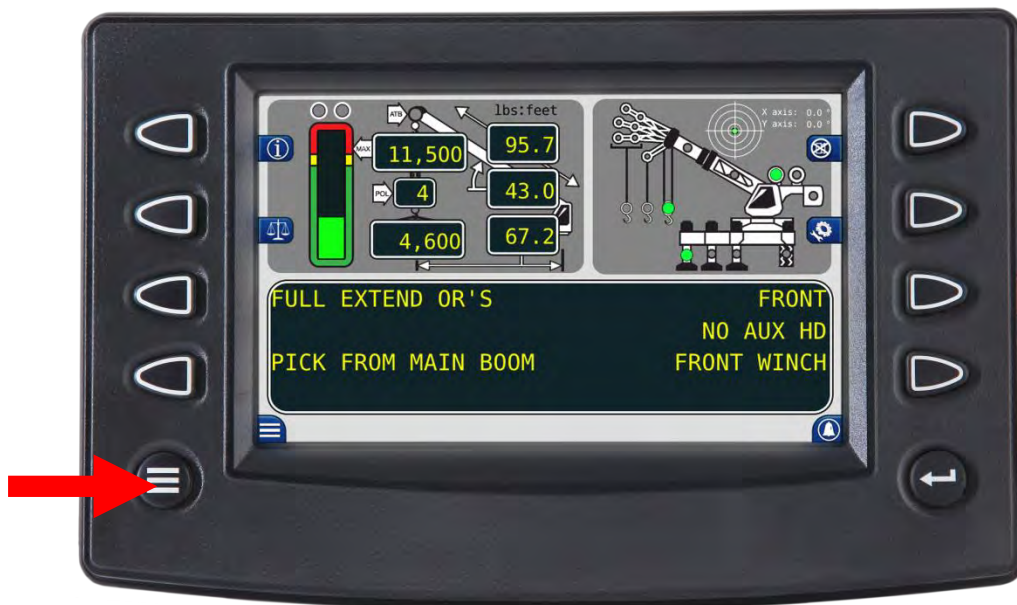 lbs:feet
ATB
X axis: 0.0 °
Y axis: 0.0 °
MAX
11,500
95.7
POL
4
43.0
4,600
67.2
FULL EXTEND OR'S
FRONT
NO AUX HD
PICK FROM MAIN BOOM
FRONT WINCH